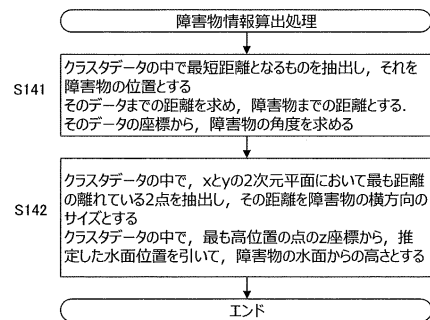 障害物情報算出処理
S141
クラスタデータの中で最短距離となるものを抽出し，それを
障害物の位置とする
そのデータまでの距離を求め，障害物までの距離とする.
そのデータの座標から，障害物の角度を求める
S142
クラスタデータの中で，xとyの2次元平面において最も距離
の離れている2点を抽出し，その距離を障害物の横方向の
サイズとする
クラスタデータの中で，最も高位置の点のz座標から，推
定した水面位置を引いて，障害物の水面からの高さとする
エンド